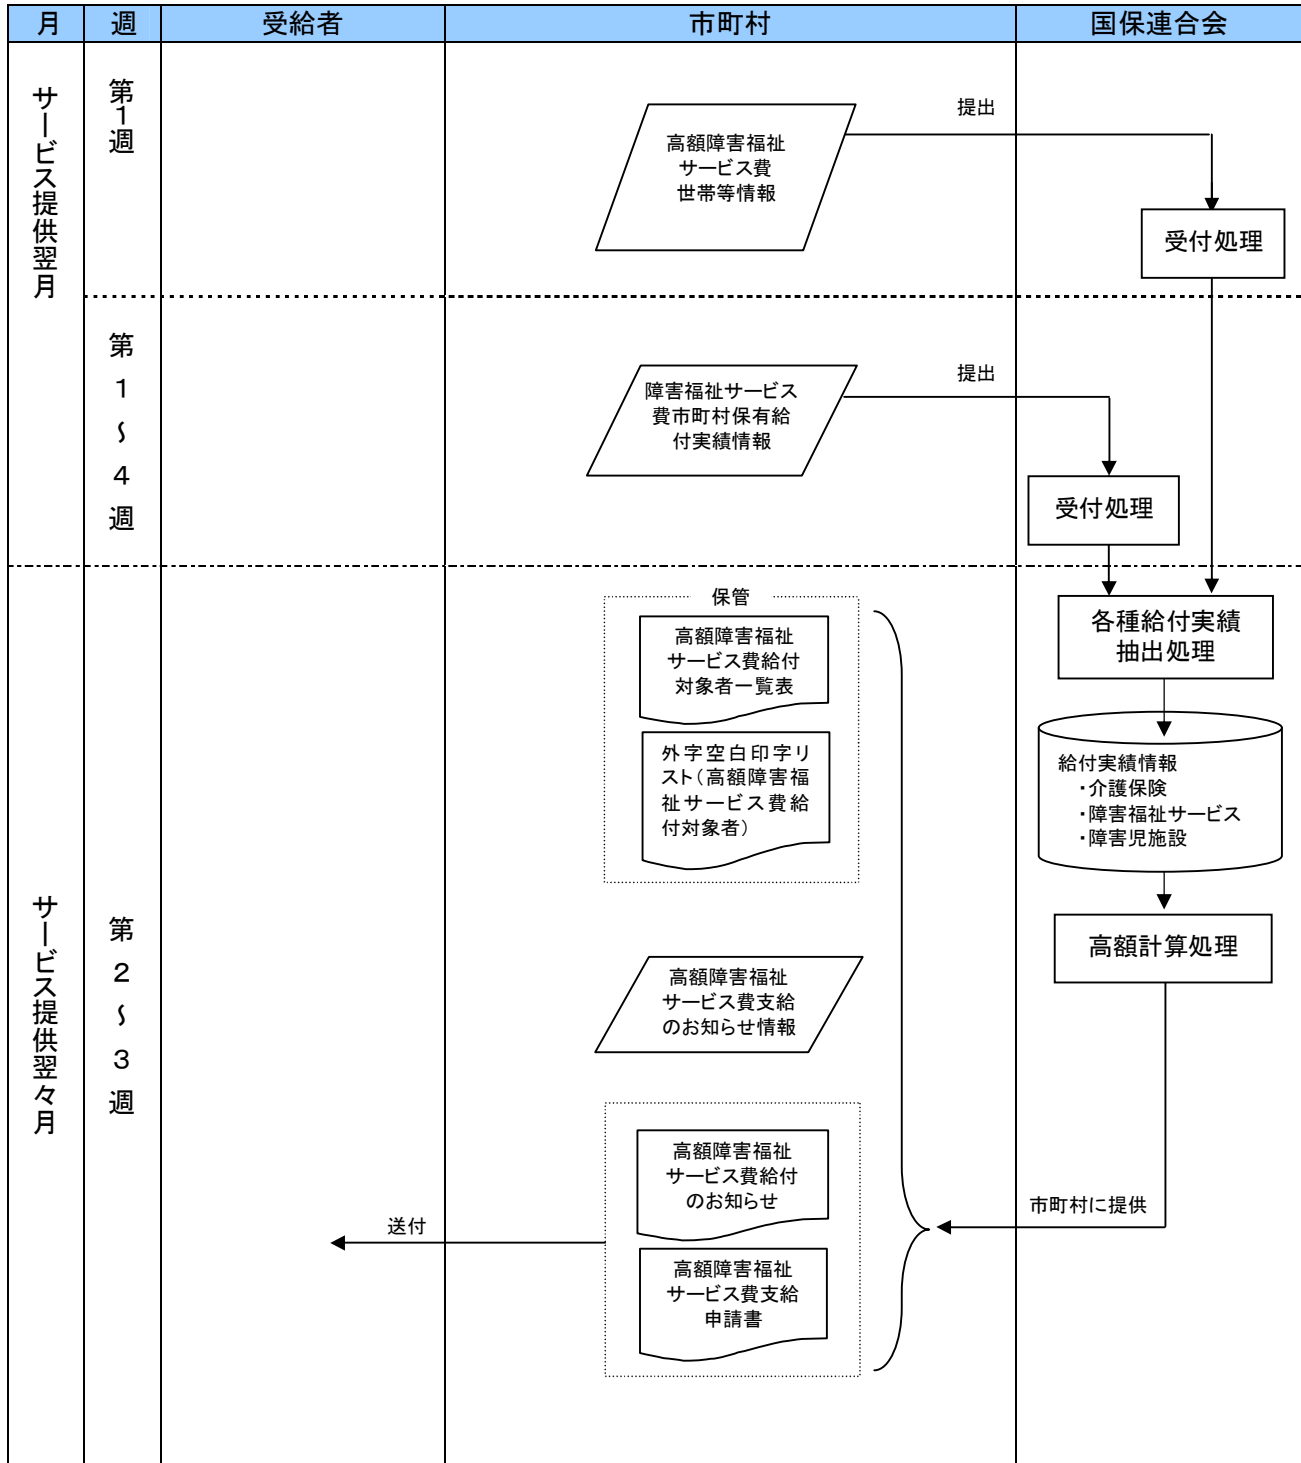 月 週 受給者 市町村 国保連合会
サービス提供翌月
第1週
高額障害福祉
サービス費
世帯等情報
提出
受付処理
第
1
～
4
週
障害福祉サービス
費市町村保有給
付実績情報
提出
受付処理
サービス提供翌々月
第
2
～
3
週
各種給付実績
抽出処理
給付実績情報
・介護保険
・障害福祉サービス
・障害児施設
高額計算処理
市町村に提供
保管
高額障害福祉
サービス費給付
対象者一覧表
外字空白印字リ
スト（高額障害福
祉サービス費給
付対象者）
高額障害福祉
サービス費支給
のお知らせ情報
高額障害福祉
サービス費給付
のお知らせ
高額障害福祉
サービス費支給
申請書
送付